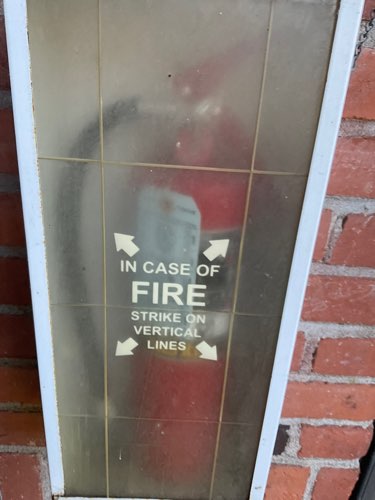 IN CASE OF
FIRE
STRIKE ON
VERTICAL
LINES